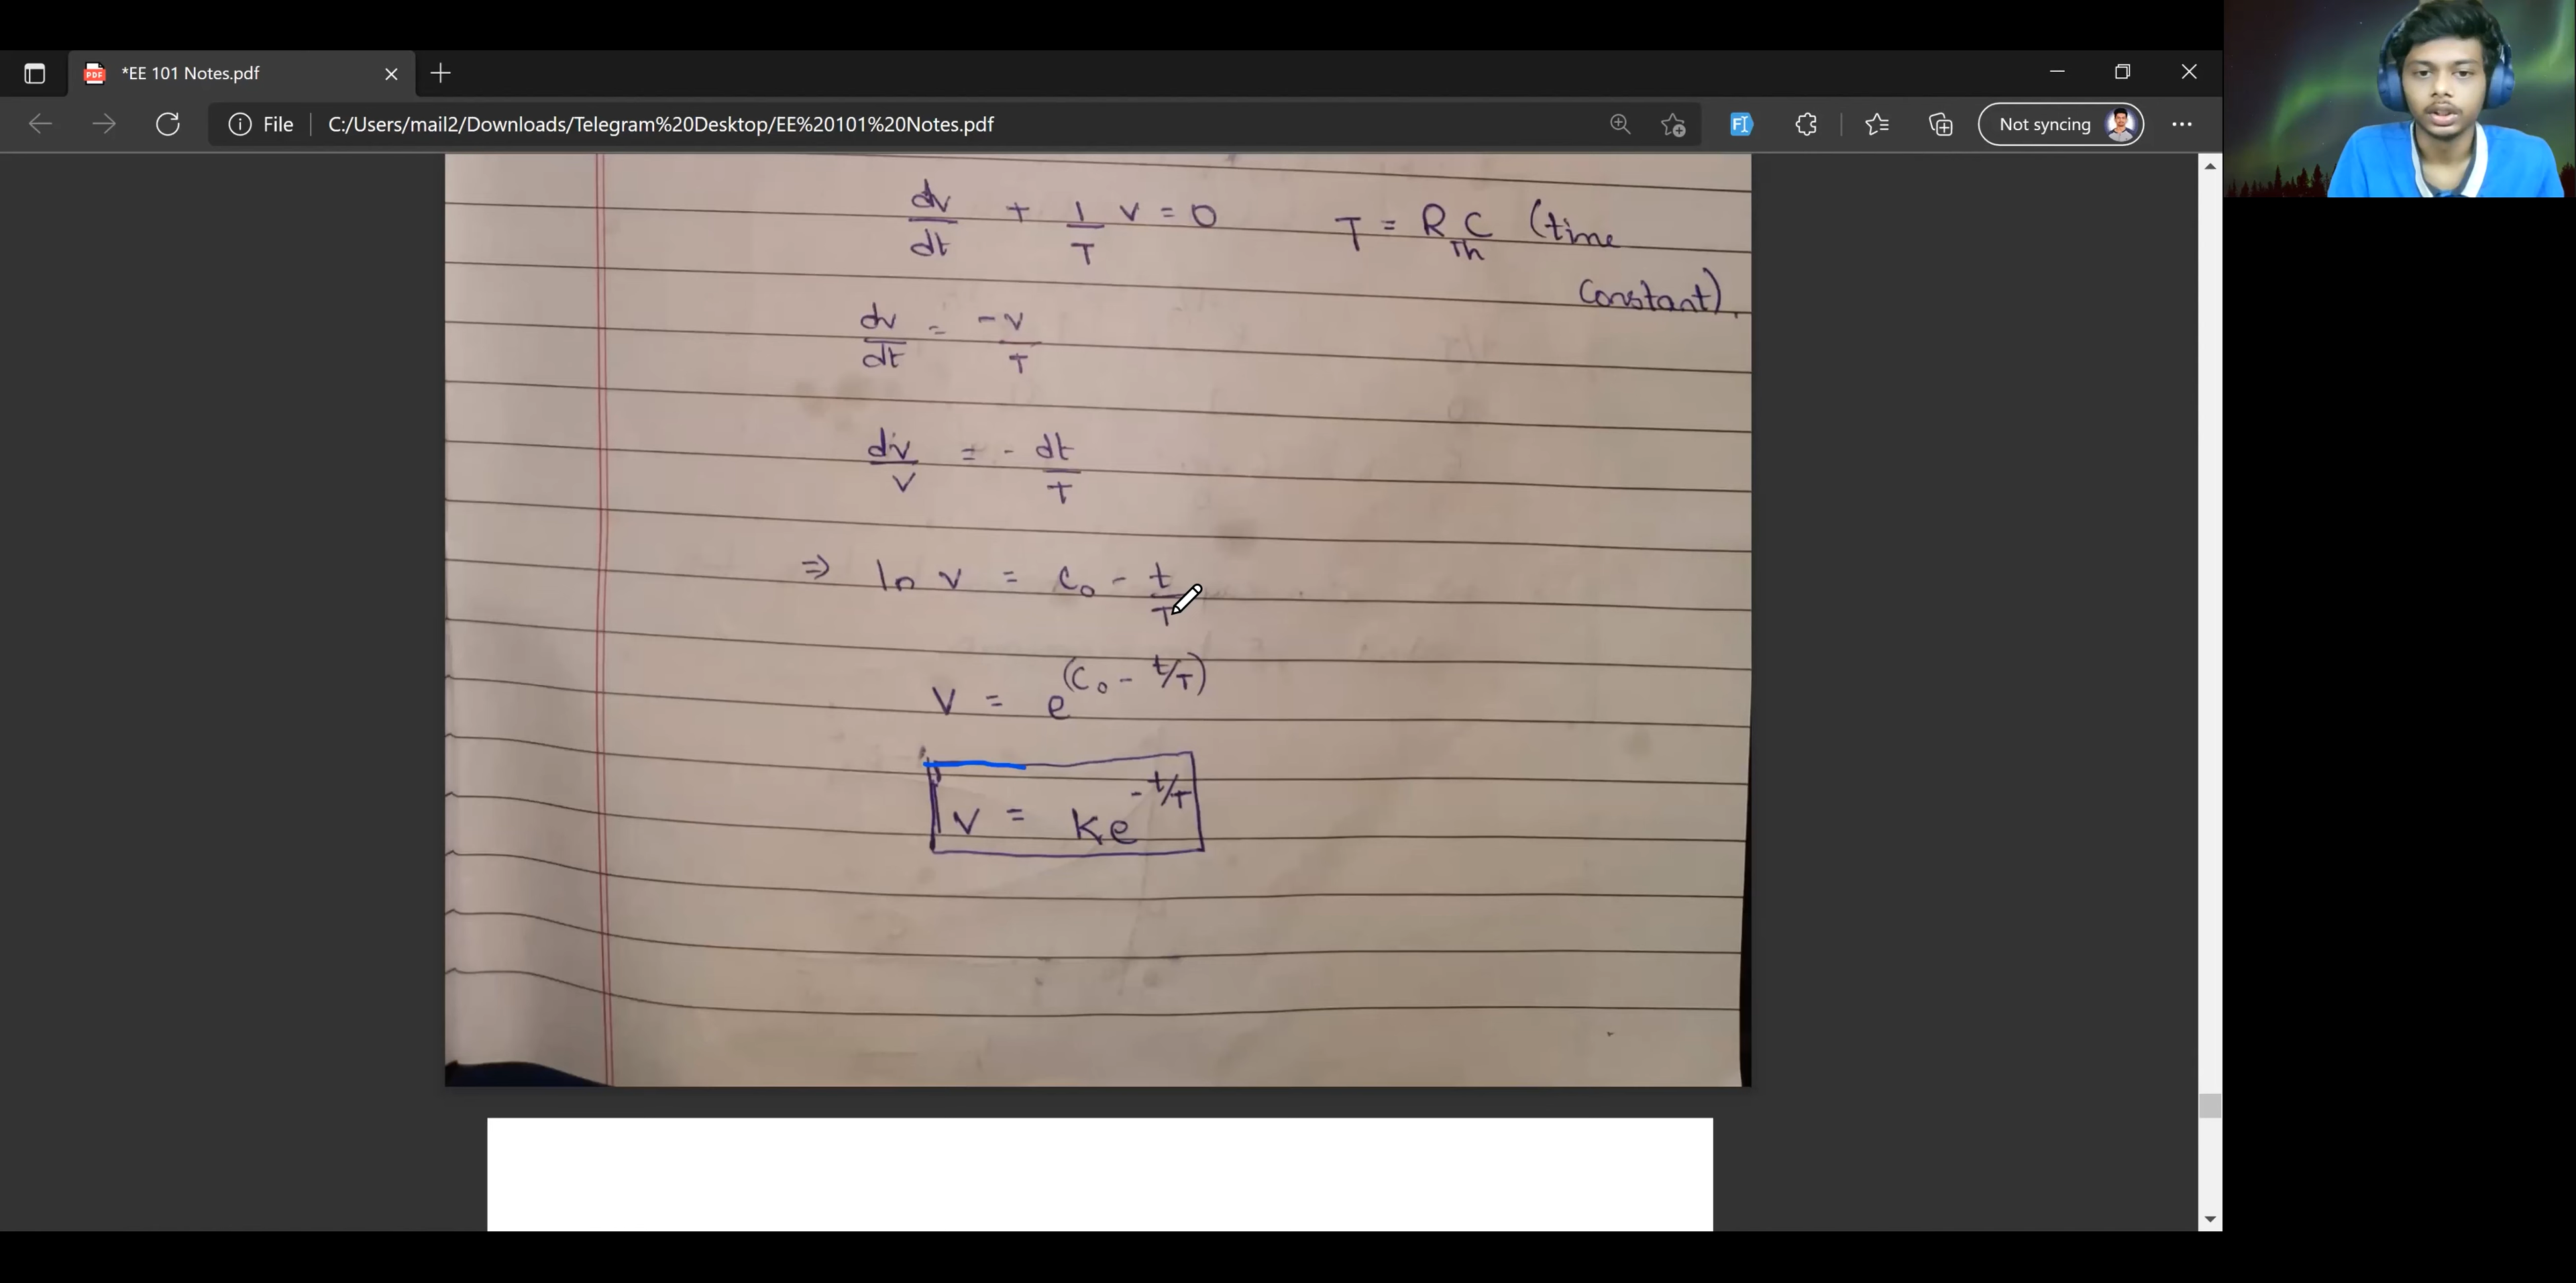 *EE 101 Notes.pdf
File C:/Users/mail2/Downloads/Telegram%20Desktop/EE%20101%20Notes.pdf Not syncing
dv/dt + 1/T v = 0 T = R_Th C (time constant).
dv/dt = -v/T
dv/v = - dt/T
⇒ ln v = c₀ - t/T
V = e^(c₀ - t/T)
V = Ke^-t/T